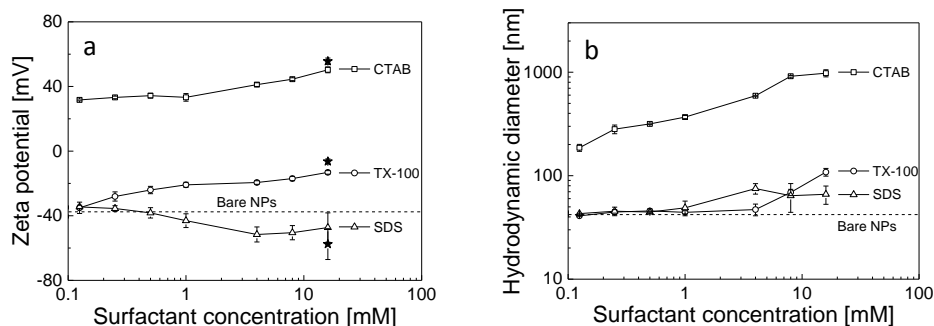 a
Zeta potential [mV]
80
40
0
-40
-80
CTAB
TX-100
Bare NPs
SDS
0.1
1
10
100
Surfactant concentration [mM]
b
Hydrodynamic diameter [nm]
1000
100
10
CTAB
TX-100
SDS
Bare NPs
0.1
1
10
100
Surfactant concentration [mM]